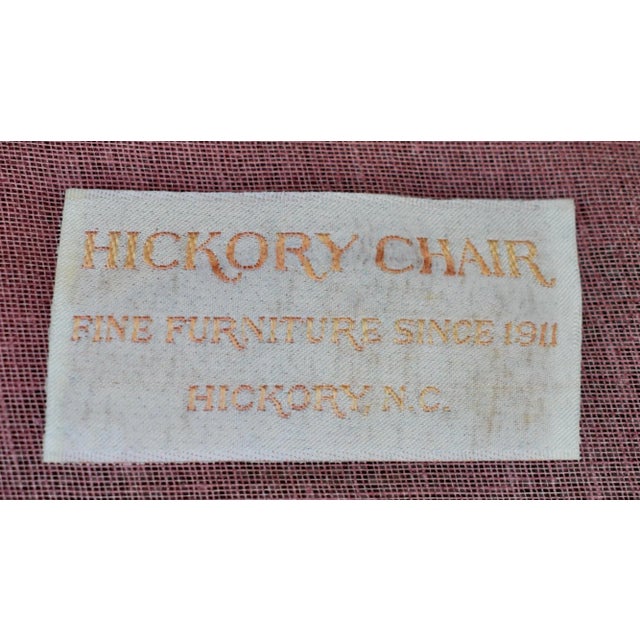 HICKORY CHAIR
FINE FURNITURE SINCE 1911
HICKORY, N.C.